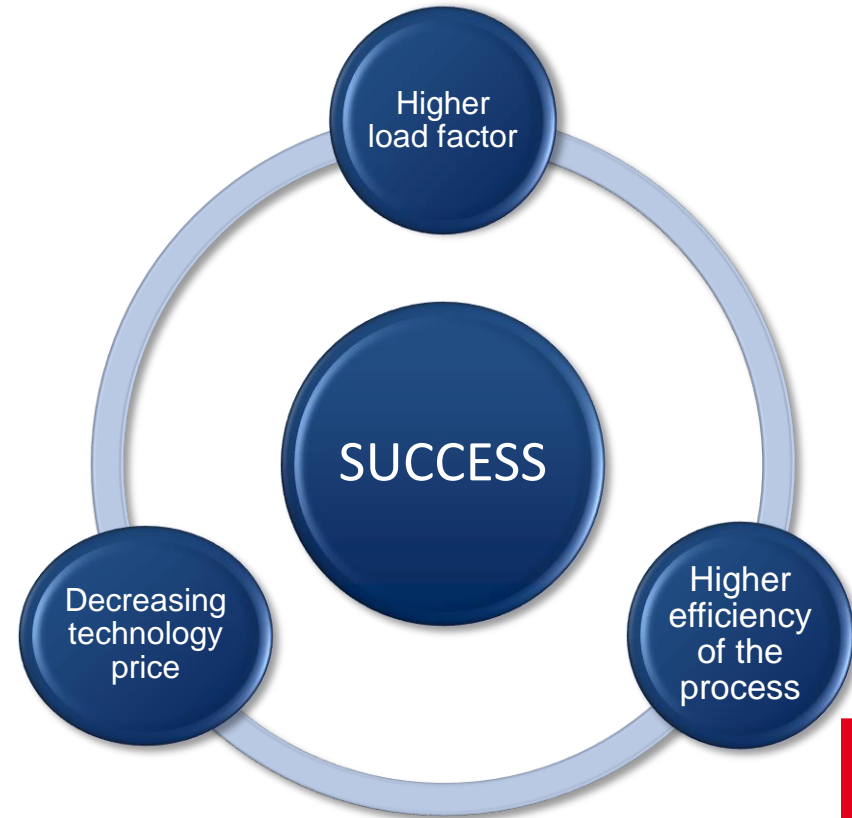 Higher
load factor
SUCCESS
Decreasing
technology
price
Higher
efficiency
of the
process